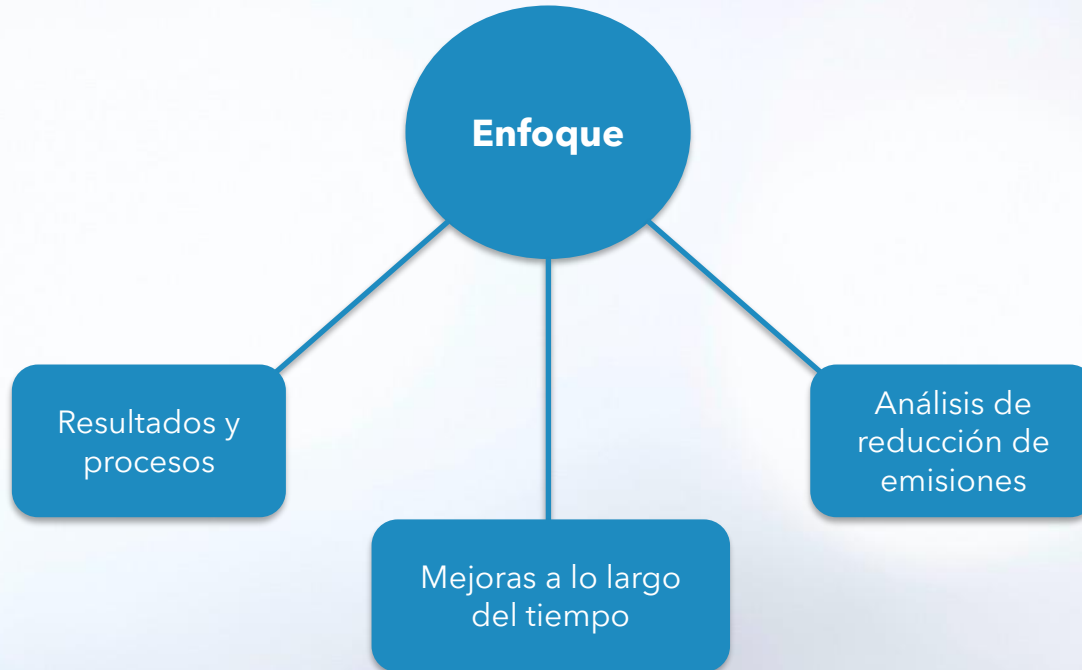 Enfoque
Resultados y
procesos
Análisis de
reducción de
emisiones
Mejoras a lo largo
del tiempo